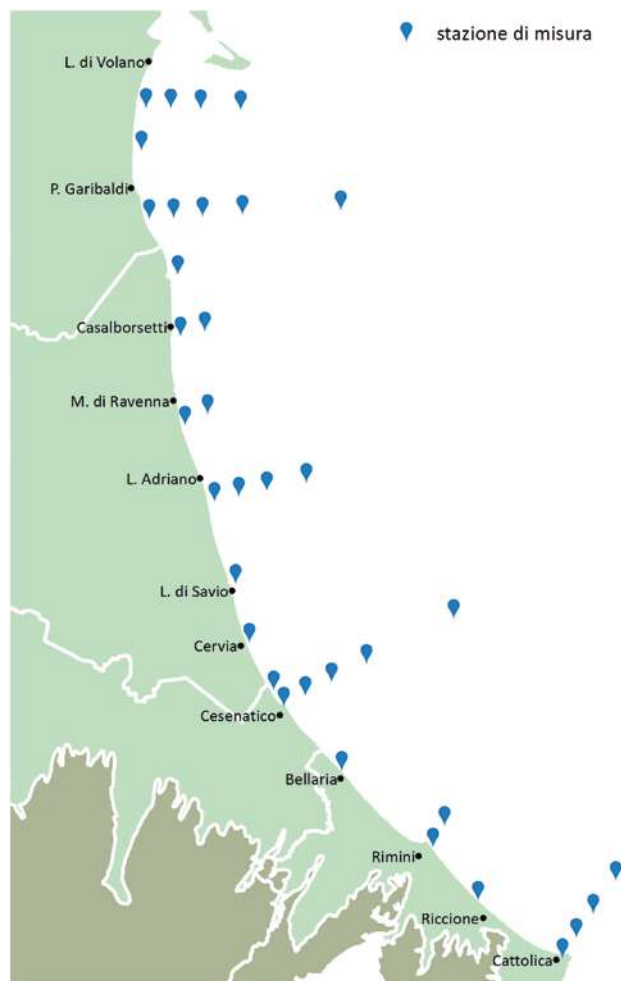 stazione di misura
L. di Volano
P. Garibaldi
Casalborsetti
M. di Ravenna
L. Adriano
L. di Savio
Cervia
Cesenatico
Bellaria
Rimini
Riccione
Cattolica